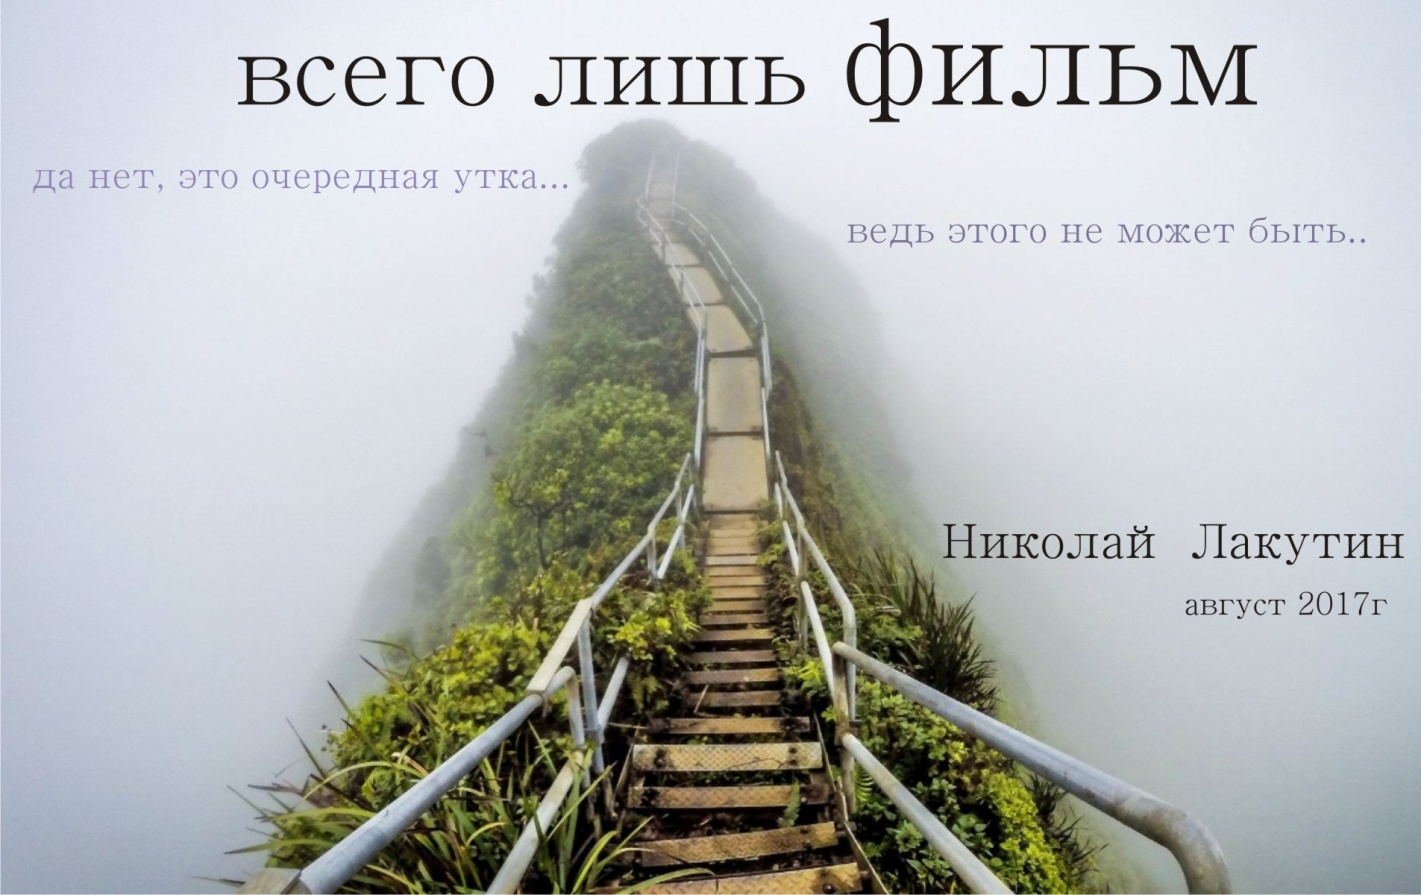 всего лишь фильм
да нет, это очередная утка...
ведь этого не может быть..
Николай Лакутин
август 2017г